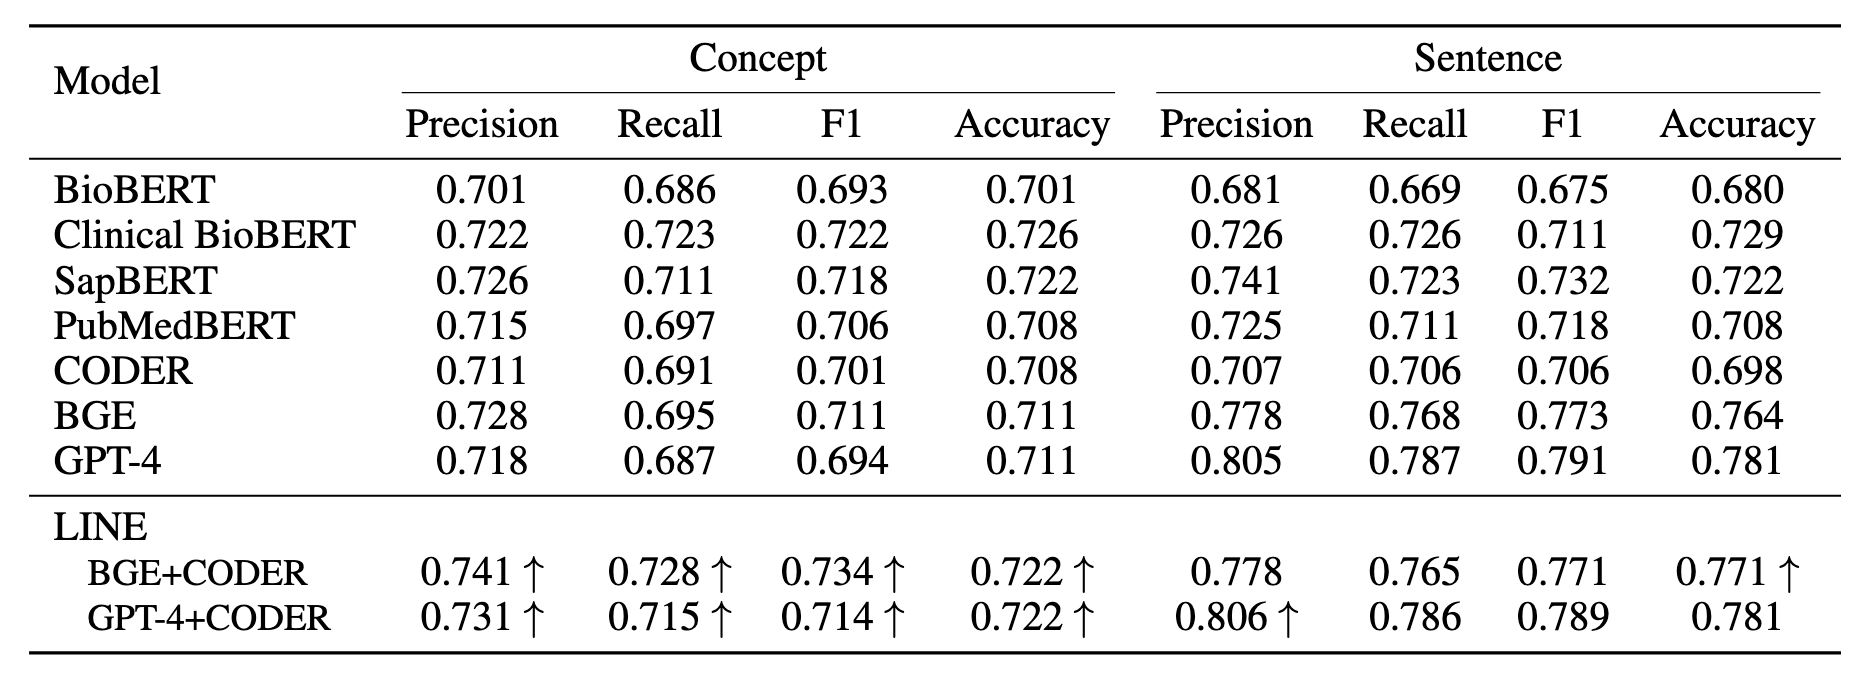 Model Concept Sentence
Precision Recall F1 Accuracy Precision Recall F1 Accuracy
BioBERT 0.701 0.686 0.693 0.701 0.681 0.669 0.675 0.680
Clinical BioBERT 0.722 0.723 0.722 0.726 0.726 0.726 0.711 0.729
SapBERT 0.726 0.711 0.718 0.722 0.741 0.723 0.732 0.722
PubMedBERT 0.715 0.697 0.706 0.708 0.725 0.711 0.718 0.708
CODER 0.711 0.691 0.701 0.708 0.707 0.706 0.706 0.698
BGE 0.728 0.695 0.711 0.711 0.778 0.768 0.773 0.764
GPT-4 0.718 0.687 0.694 0.711 0.805 0.787 0.791 0.781
LINE
BGE+CODER 0.741 ↑ 0.728 ↑ 0.734 ↑ 0.722 ↑ 0.778 0.765 0.771 0.771 ↑
GPT-4+CODER 0.731 ↑ 0.715 ↑ 0.714 ↑ 0.722 ↑ 0.806 ↑ 0.786 0.789 0.781